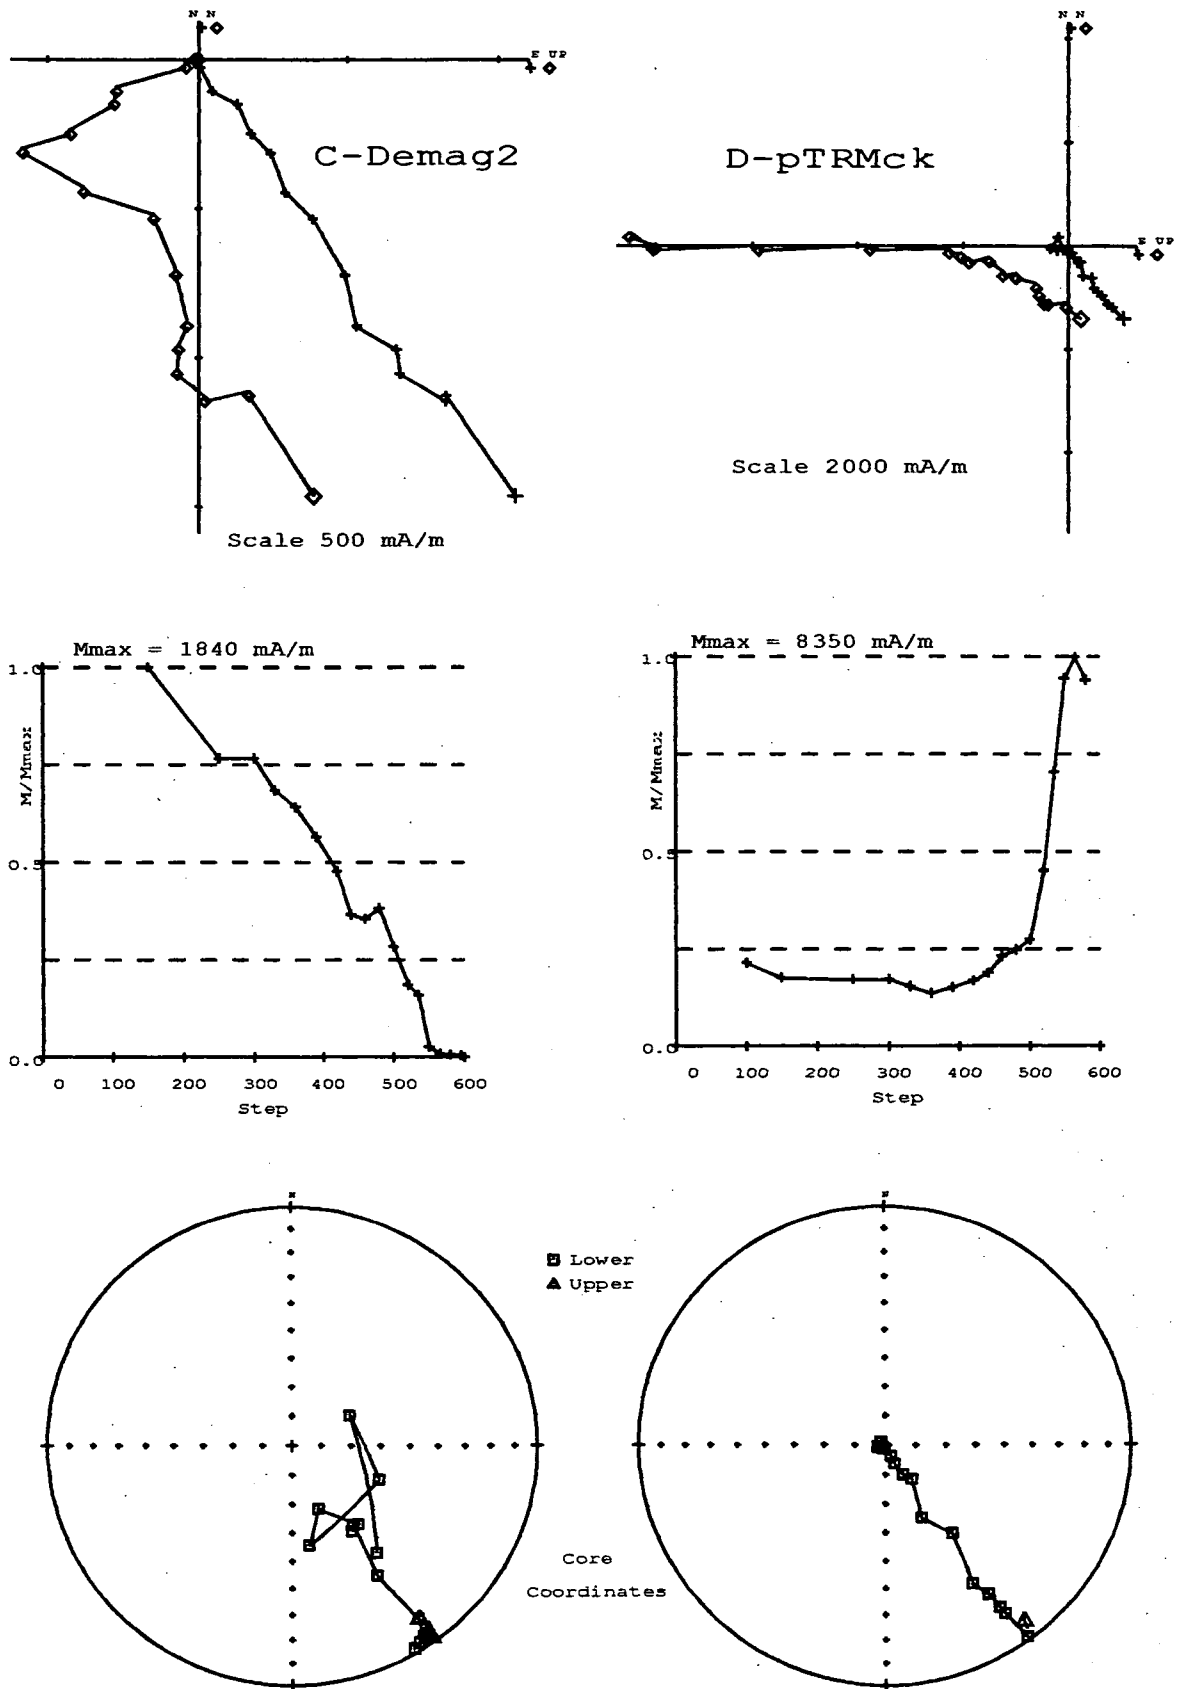 N N
N N
E UP
C-Demag2
D-pTRMck
E UP
Scale 2000 mA/m
Scale 500 mA/m
Mmax = 1840 mA/m
Mmax = 8350 mA/m
1.0
1.0
M/Mmax
M/Mmax
0.5
0.5
0.0
0.0
0 100 200 300 400 500 600
0 100 200 300 400 500 600
Step
Step
N
N
Lower
Upper
Core
Coordinates